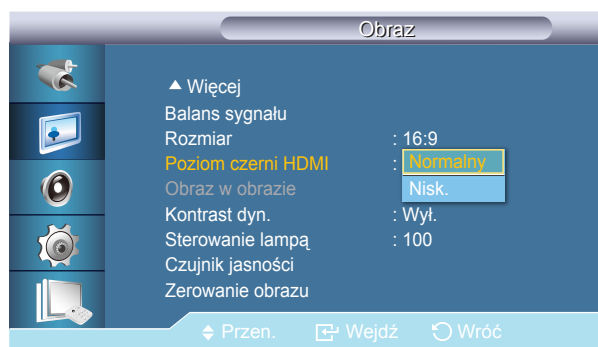 Obraz
▲ Więcej
Balans sygnału
Rozmiar : 16:9
Poziom czerni HDMI : Normalny
Obraz w obrazie Nisk.
Kontrast dyn. : Wył.
Sterowanie lampą : 100
Czujnik jasności
Zerowanie obrazu
Przen. Wejdź Wróć